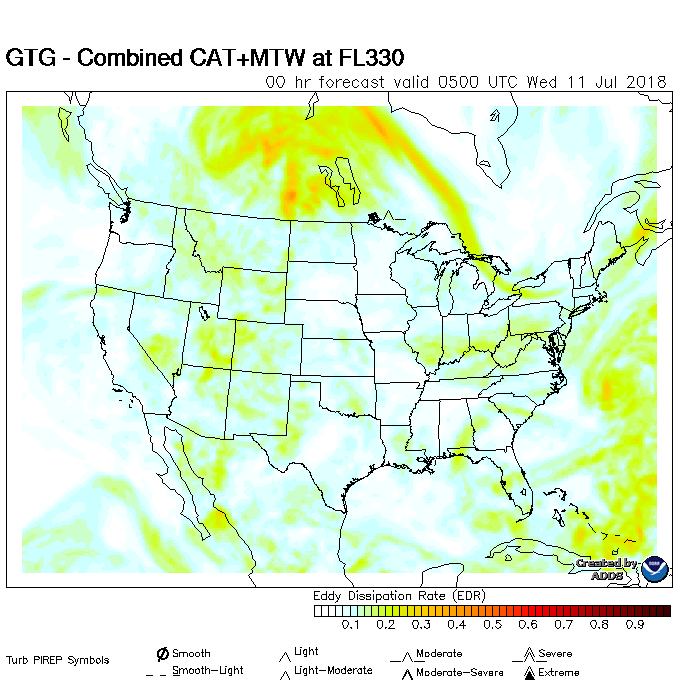 GTG - Combined CAT+MTW at FL330
00 hr forecast valid 0500 UTC Wed 11 Jul 2018
Created by
ADDS
Eddy Dissipation Rate (EDR)
0.1 0.2 0.3 0.4 0.5 0.6 0.7 0.8 0.9
Turb PIREP Symbols
Smooth Light Moderate Severe
Smooth-Light Light-Moderate Moderate-Severe Extreme